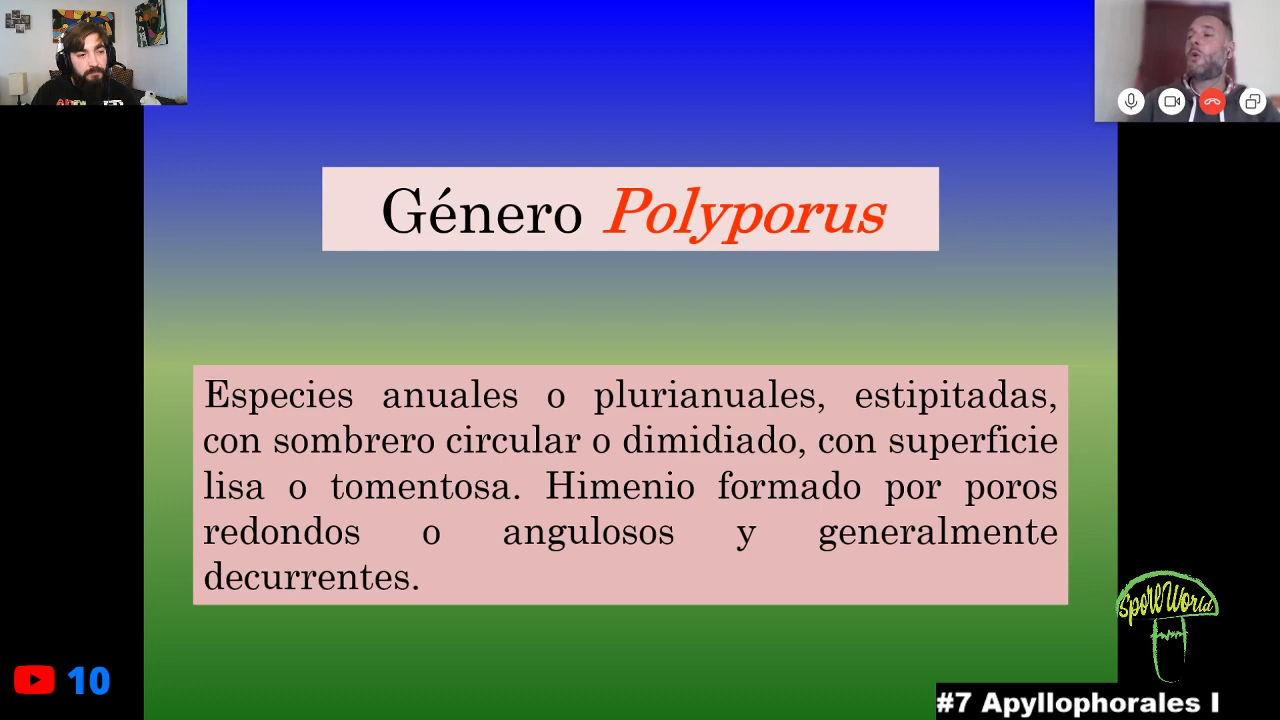 Género Polyporus
Especies anuales o plurianuales, estipitadas,
con sombrero circular o dimidiado, con superficie
lisa o tomentosa. Himenio formado por poros
redondos o angulosos y generalmente
decurrentes.
SporeWorld
10
#7 Apyllophorales I